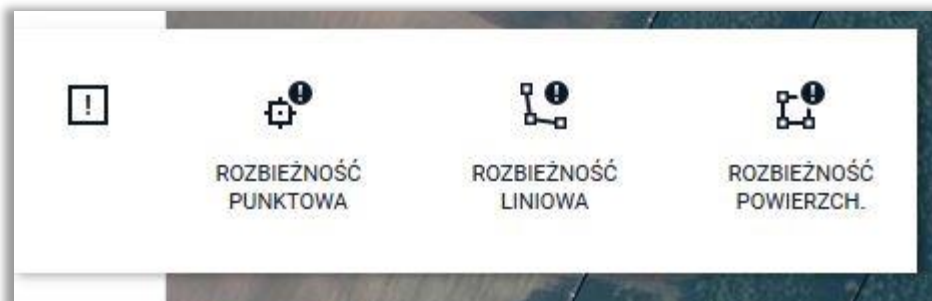 ROZBIEŻNOŚĆ
PUNKTOWA
ROZBIEŻNOŚĆ
LINIOWA
ROZBIEŻNOŚĆ
POWIERZCH.